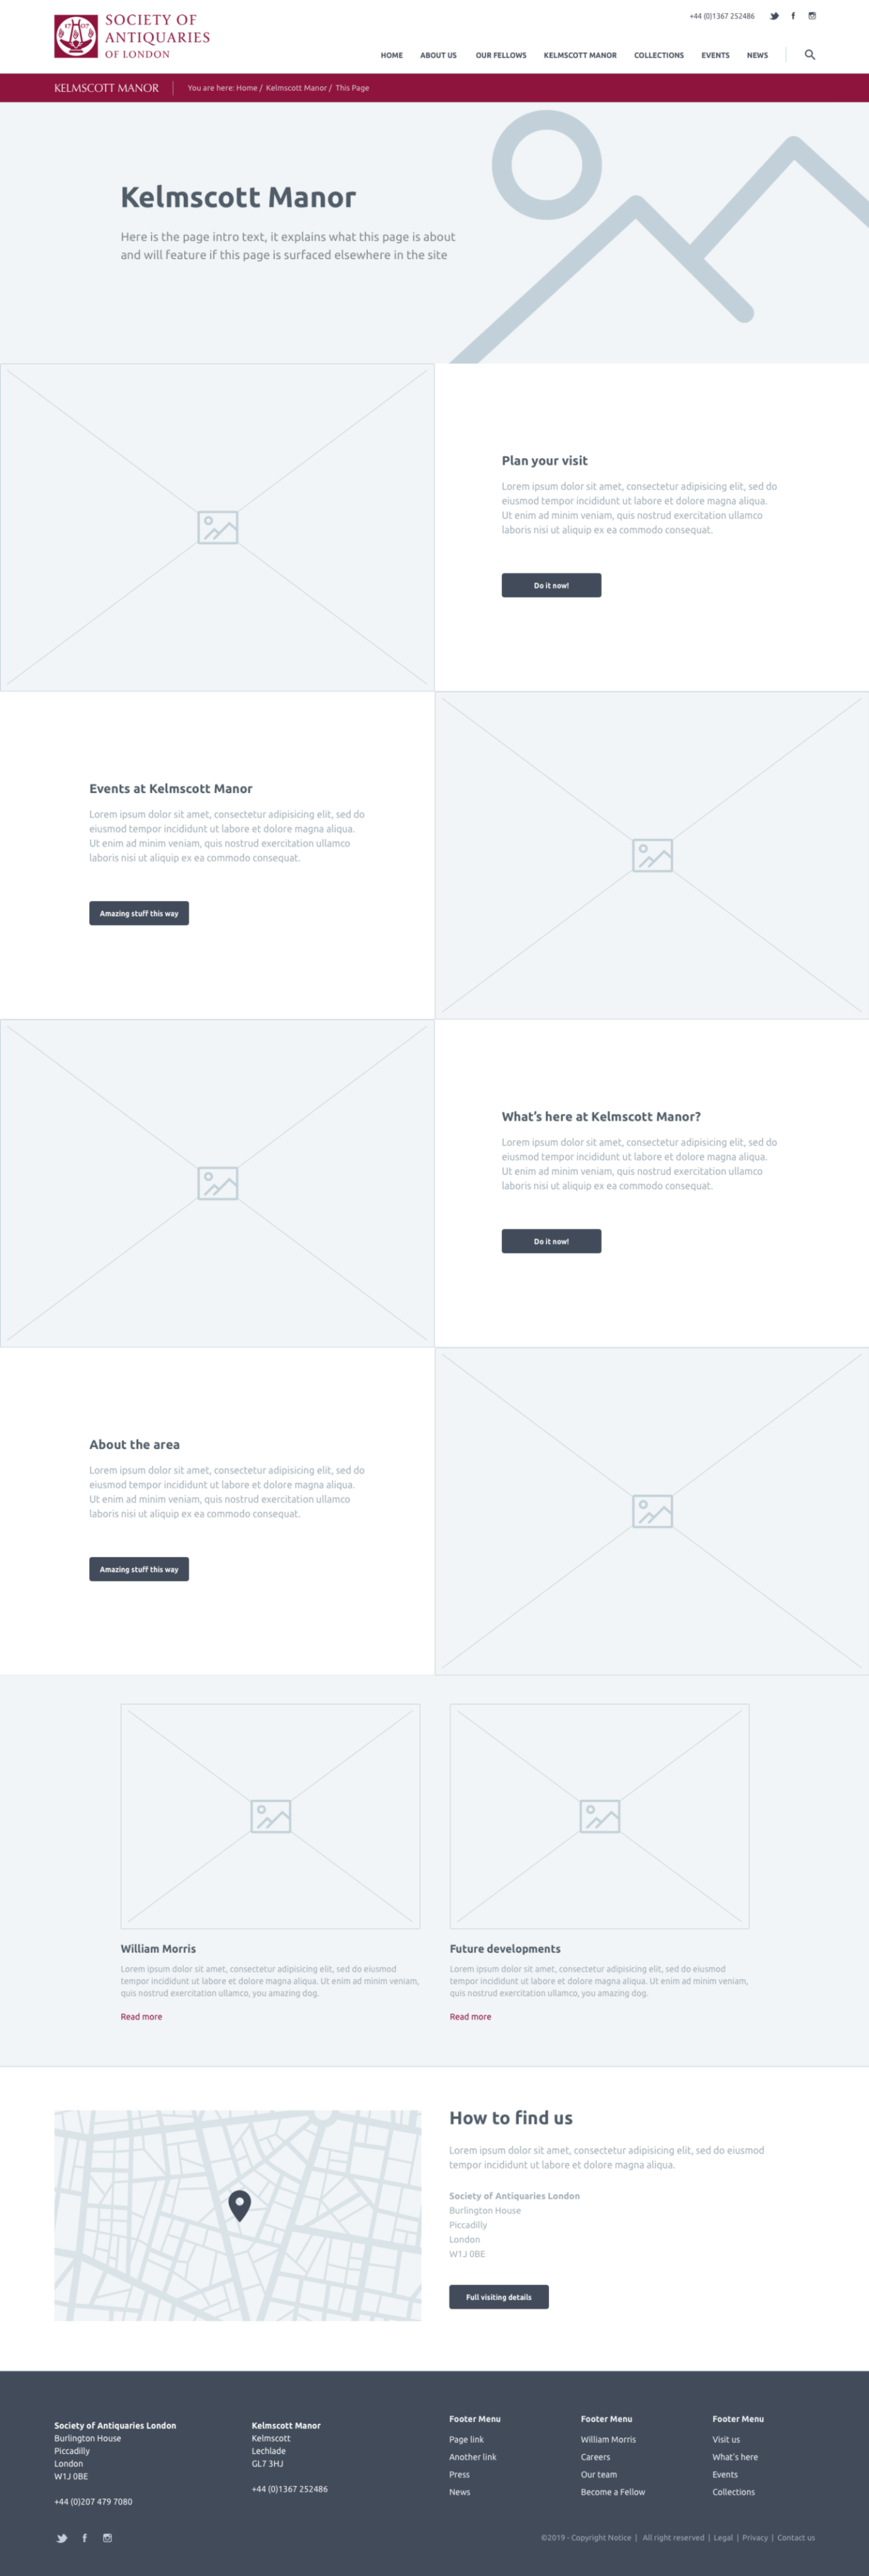 +44 (0)1367 252486
SOCIETY OF
ANTIQUARIES
OF LONDON
17 07
HOME ABOUT US OUR FELLOWS KELMSCOTT MANOR COLLECTIONS EVENTS NEWS
KELMSCOTT MANOR You are here: Home / Kelmscott Manor / This Page
Kelmscott Manor
Here is the page intro text, it explains what this page is about
and will feature if this page is surfaced elsewhere in the site
Plan your visit
Lorem ipsum dolor sit amet, consectetur adipisicing elit, sed do
eiusmod tempor incididunt ut labore et dolore magna aliqua.
Ut enim ad minim veniam, quis nostrud exercitation ullamco
laboris nisi ut aliquip ex ea commodo consequat.
Do it now!
Events at Kelmscott Manor
Lorem ipsum dolor sit amet, consectetur adipisicing elit, sed do
eiusmod tempor incididunt ut labore et dolore magna aliqua.
Ut enim ad minim veniam, quis nostrud exercitation ullamco
laboris nisi ut aliquip ex ea commodo consequat.
Amazing stuff this way
What's here at Kelmscott Manor?
Lorem ipsum dolor sit amet, consectetur adipisicing elit, sed do
eiusmod tempor incididunt ut labore et dolore magna aliqua.
Ut enim ad minim veniam, quis nostrud exercitation ullamco
laboris nisi ut aliquip ex ea commodo consequat.
Do it now!
About the area
Lorem ipsum dolor sit amet, consectetur adipisicing elit, sed do
eiusmod tempor incididunt ut labore et dolore magna aliqua.
Ut enim ad minim veniam, quis nostrud exercitation ullamco
laboris nisi ut aliquip ex ea commodo consequat.
Amazing stuff this way
William Morris
Lorem ipsum dolor sit amet, consectetur adipisicing elit, sed do eiusmod
tempor incididunt ut labore et dolore magna aliqua. Ut enim ad minim veniam,
quis nostrud exercitation ullamco, you amazing dog.
Read more
Future developments
Lorem ipsum dolor sit amet, consectetur adipisicing elit, sed do eiusmod
tempor incididunt ut labore et dolore magna aliqua. Ut enim ad minim veniam,
quis nostrud exercitation ullamco, you amazing dog.
Read more
How to find us
Lorem ipsum dolor sit amet, consectetur adipisicing elit, sed do eiusmod
tempor incididunt ut labore et dolore magna aliqua.
Society of Antiquaries London
Burlington House
Piccadilly
London
W1J 0BE
Full visiting details
Society of Antiquaries London
Burlington House
Piccadilly
London
W1J 0BE
+44 (0)207 479 7080
Kelmscott Manor
Kelmscott
Lechlade
GL7 3HJ
+44 (0)1367 252486
Footer Menu
Page link
Another link
Press
News
Footer Menu
William Morris
Careers
Our team
Become a Fellow
Footer Menu
Visit us
What's here
Events
Collections
©2019 - Copyright Notice | All right reserved | Legal | Privacy | Contact us